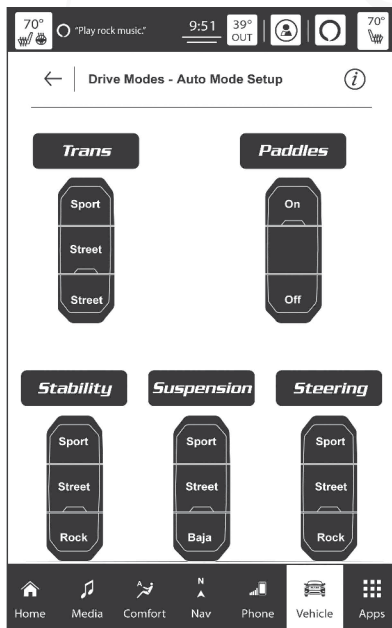 70° "Play rock music." 9:51 39° OUT 70°
Drive Modes - Auto Mode Setup
Trans Paddles
Sport On
Street
Street Off
Stability Suspension Steering
Sport Sport Sport
Street Street Street
Rock Baja Rock
A N
Home Media Comfort Nav Phone Vehicle Apps